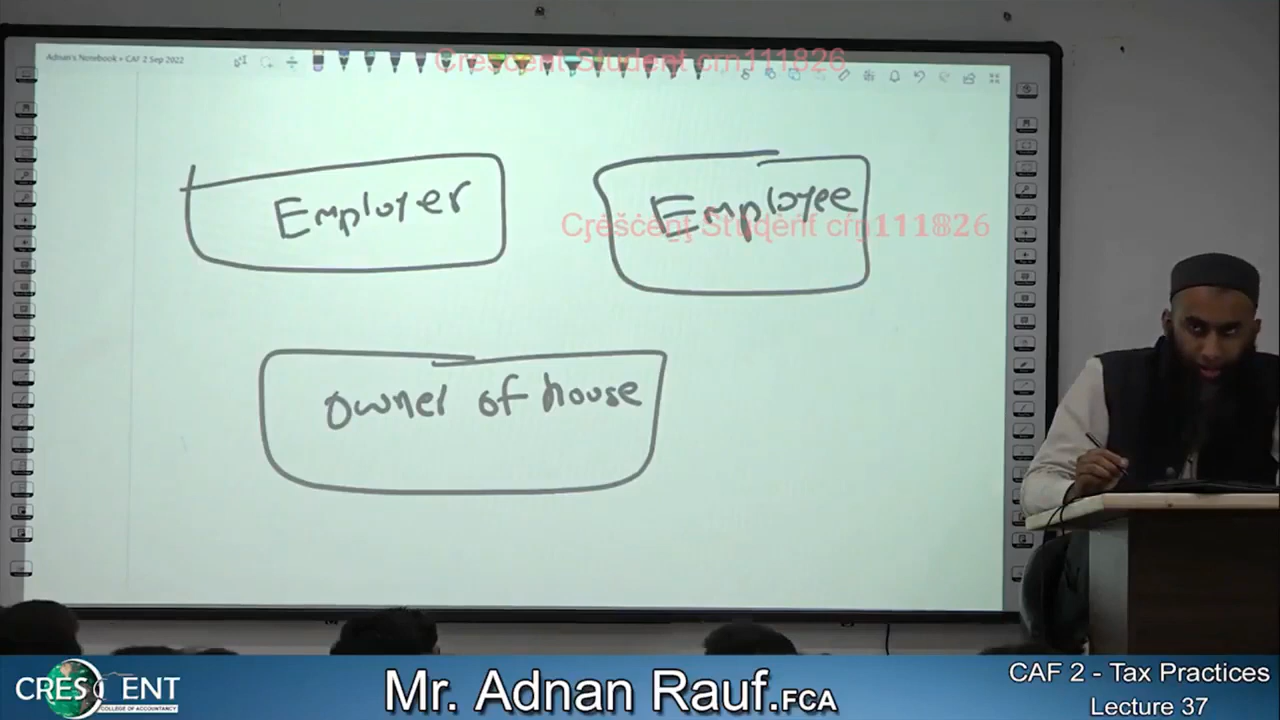 Adnan's Notebook • CAF 2 Sep 2022
Crescent Student crn111826
Employer
Employee
Crescent Student crn111826
owner of house
CRESCENT
COLLEGE OF ACCOUNTANCY
Mr. Adnan Rauf.FCA
CAF 2 - Tax Practices
Lecture 37